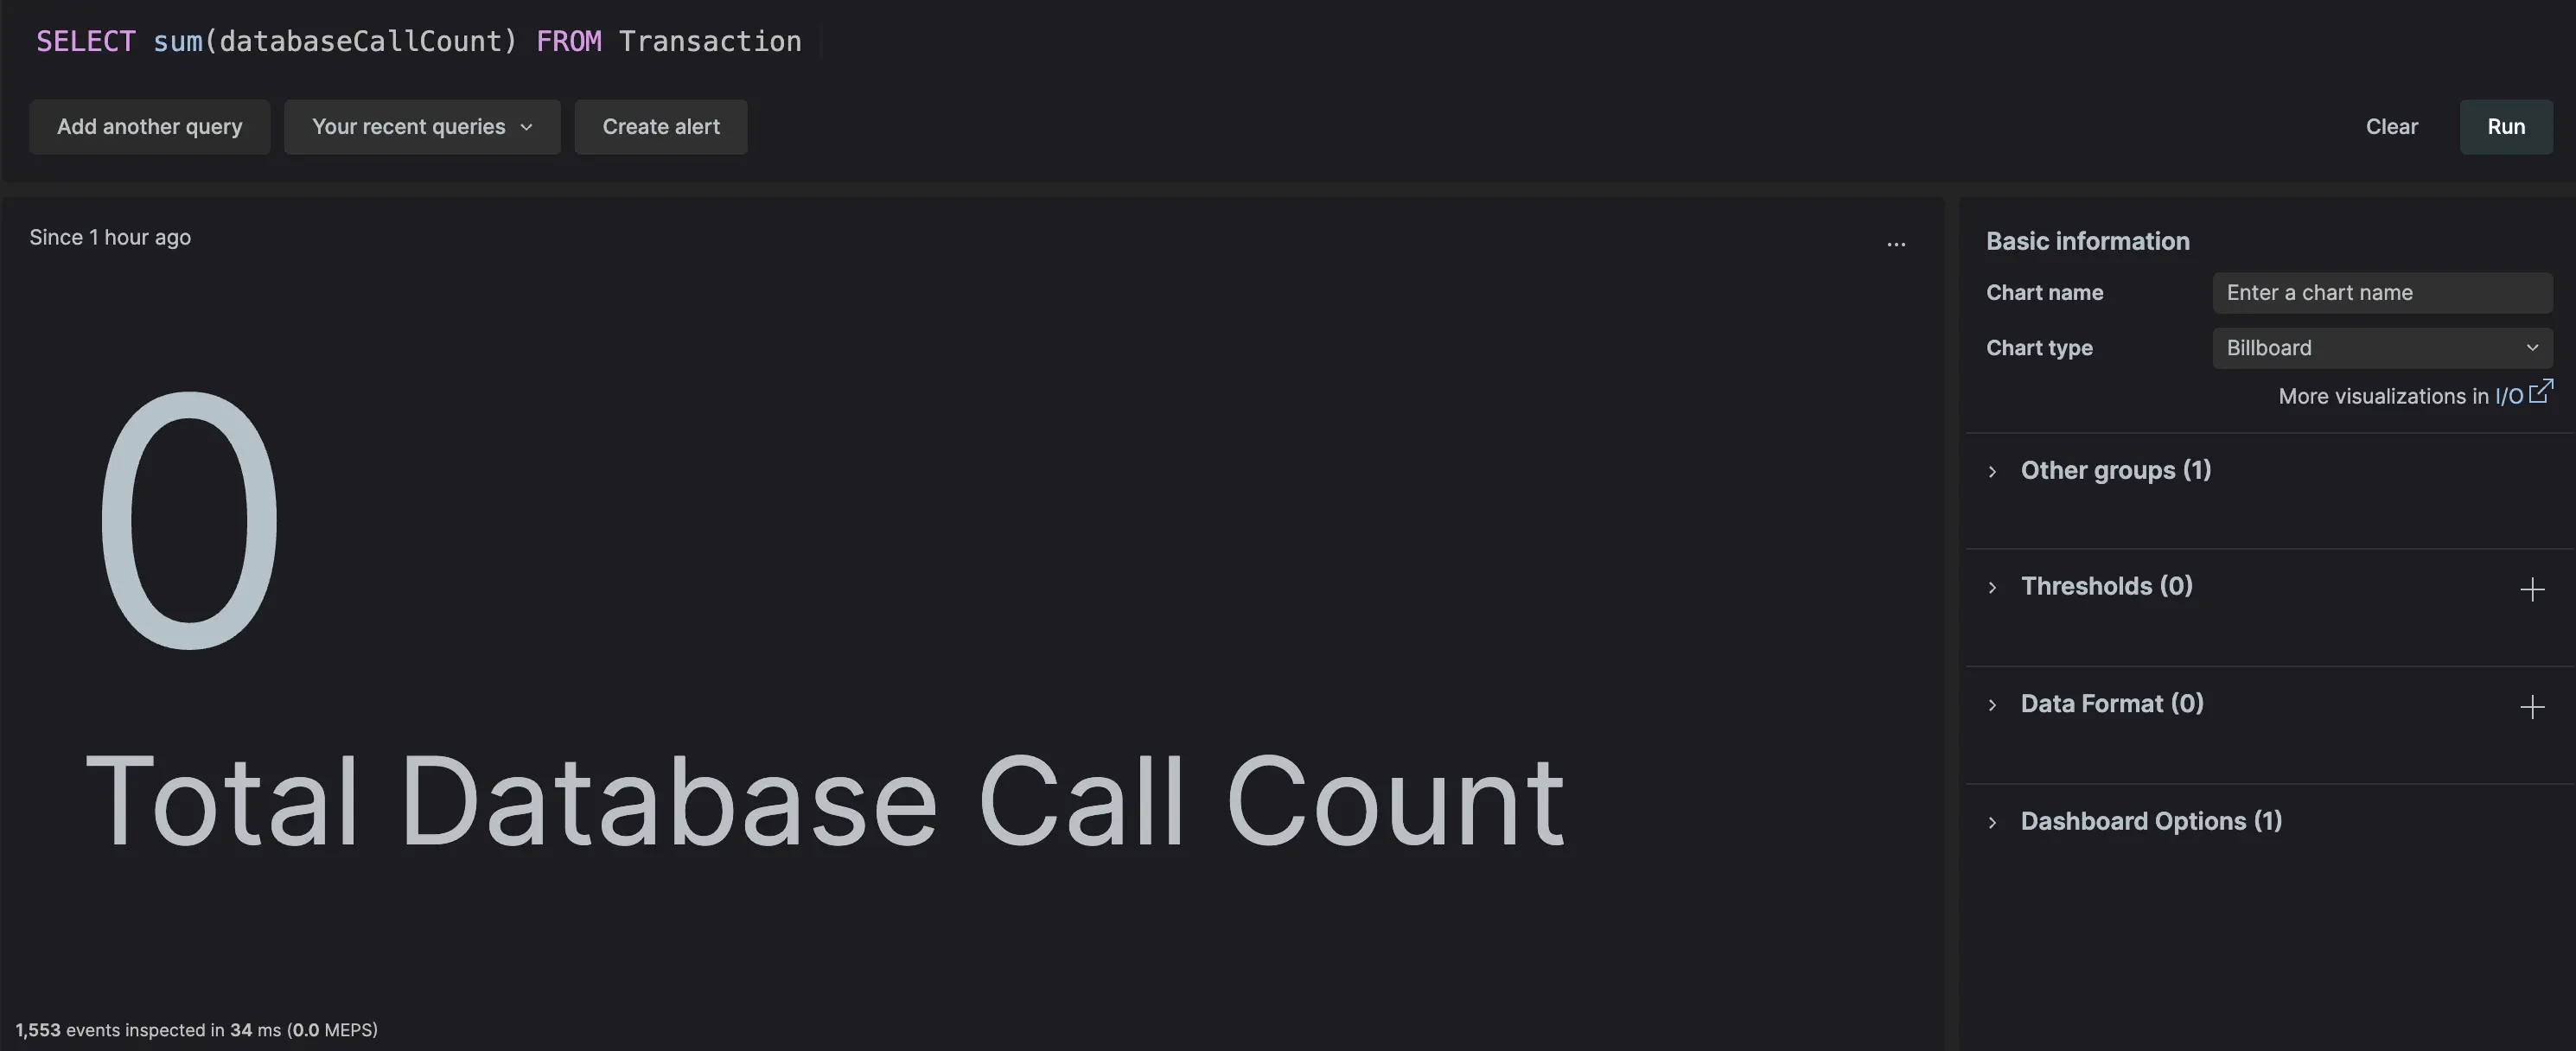 SELECT sum(databaseCallCount) FROM Transaction
Add another query
Your recent queries
Create alert
Clear
Run
Since 1 hour ago
...
0
Total Database Call Count
1,553 events inspected in 34 ms (0.0 MEPS)
Basic information
Chart name
Enter a chart name
Chart type
Billboard
More visualizations in I/O
Other groups (1)
Thresholds (0)
Data Format (0)
Dashboard Options (1)